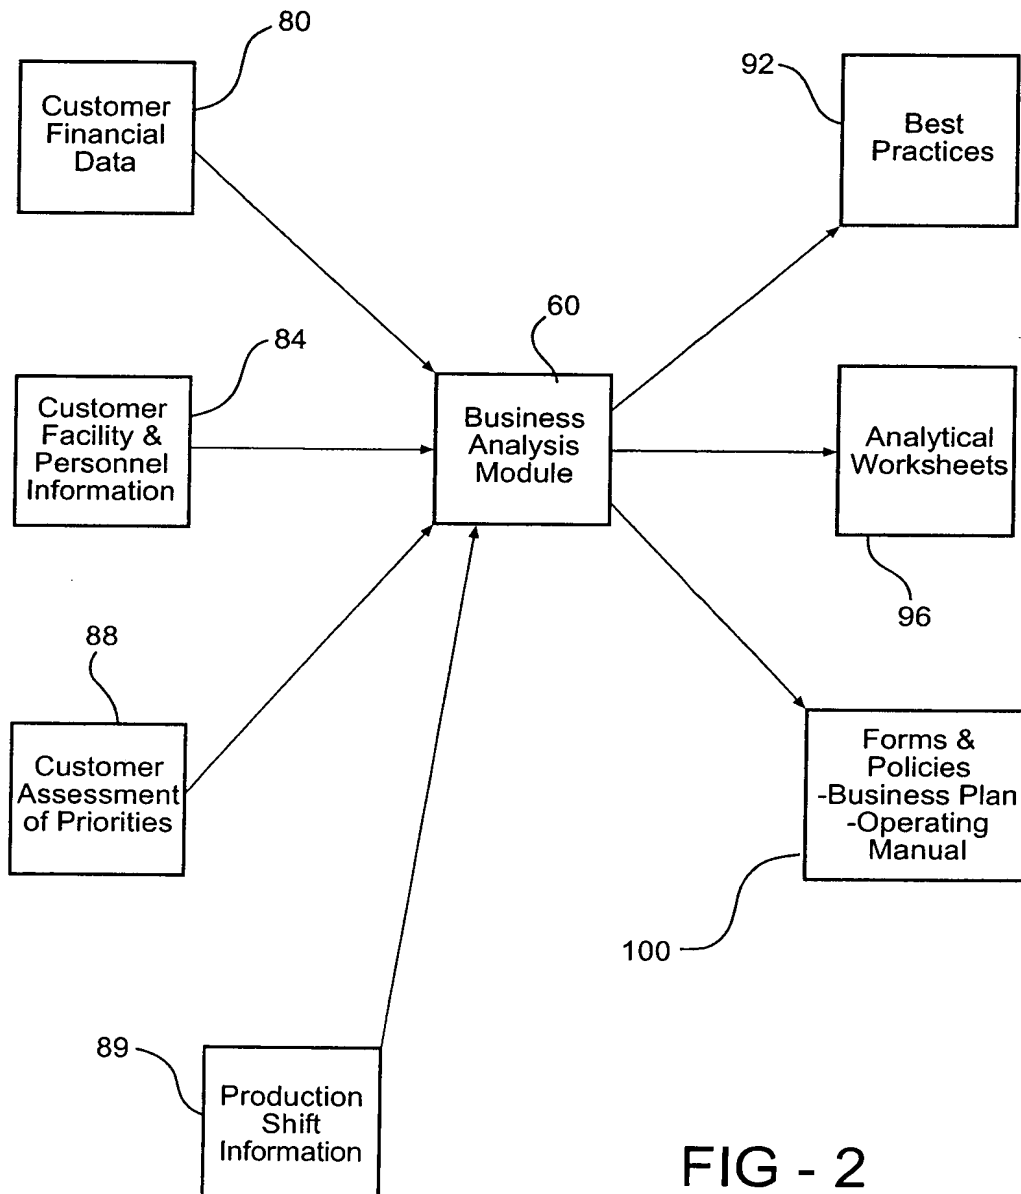 80
Customer
Financial
Data
92
Best
Practices
60
84
Customer
Facility &
Personnel
Information
Business
Analysis
Module
Analytical
Worksheets
96
88
Customer
Assessment
of Priorities
Forms &
Policies
-Business Plan
-Operating
Manual
100
89
Production
Shift
Information
FIG - 2